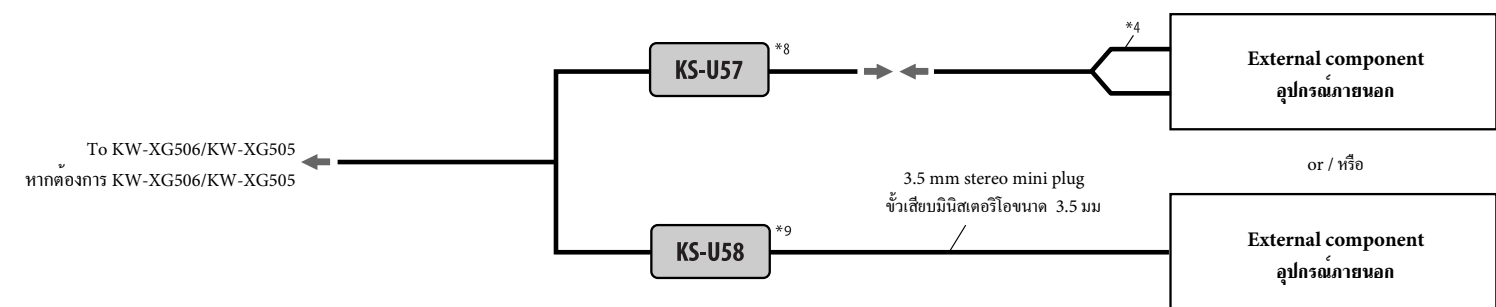 *4
*8
KS-U57
External component
อุปกรณ์ภายนอก
To KW-XG506/KW-XG505
หากต้องการ KW-XG506/KW-XG505
or / หรือ
3.5 mm stereo mini plug
ขั้วเสียบมินิสเตอริโอขนาด 3.5 มม
*9
KS-U58
External component
อุปกรณ์ภายนอก